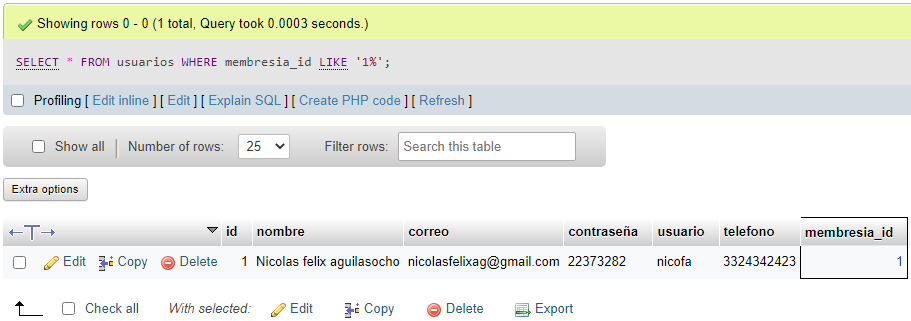 Showing rows 0 - 0 (1 total, Query took 0.0003 seconds.)
SELECT * FROM usuarios WHERE membresia_id LIKE '1%';
Profiling [ Edit inline ] [ Edit ] [ Explain SQL ] [ Create PHP code ] [ Refresh ]
Show all Number of rows: 25 Filter rows: Search this table
Extra options
id nombre correo contraseña usuario telefono membresia_id
Edit Copy Delete 1 Nicolas felix aguilasocho nicolasfelixag@gmail.com 22373282 nicofa 3324342423 1
Check all With selected: Edit Copy Delete Export